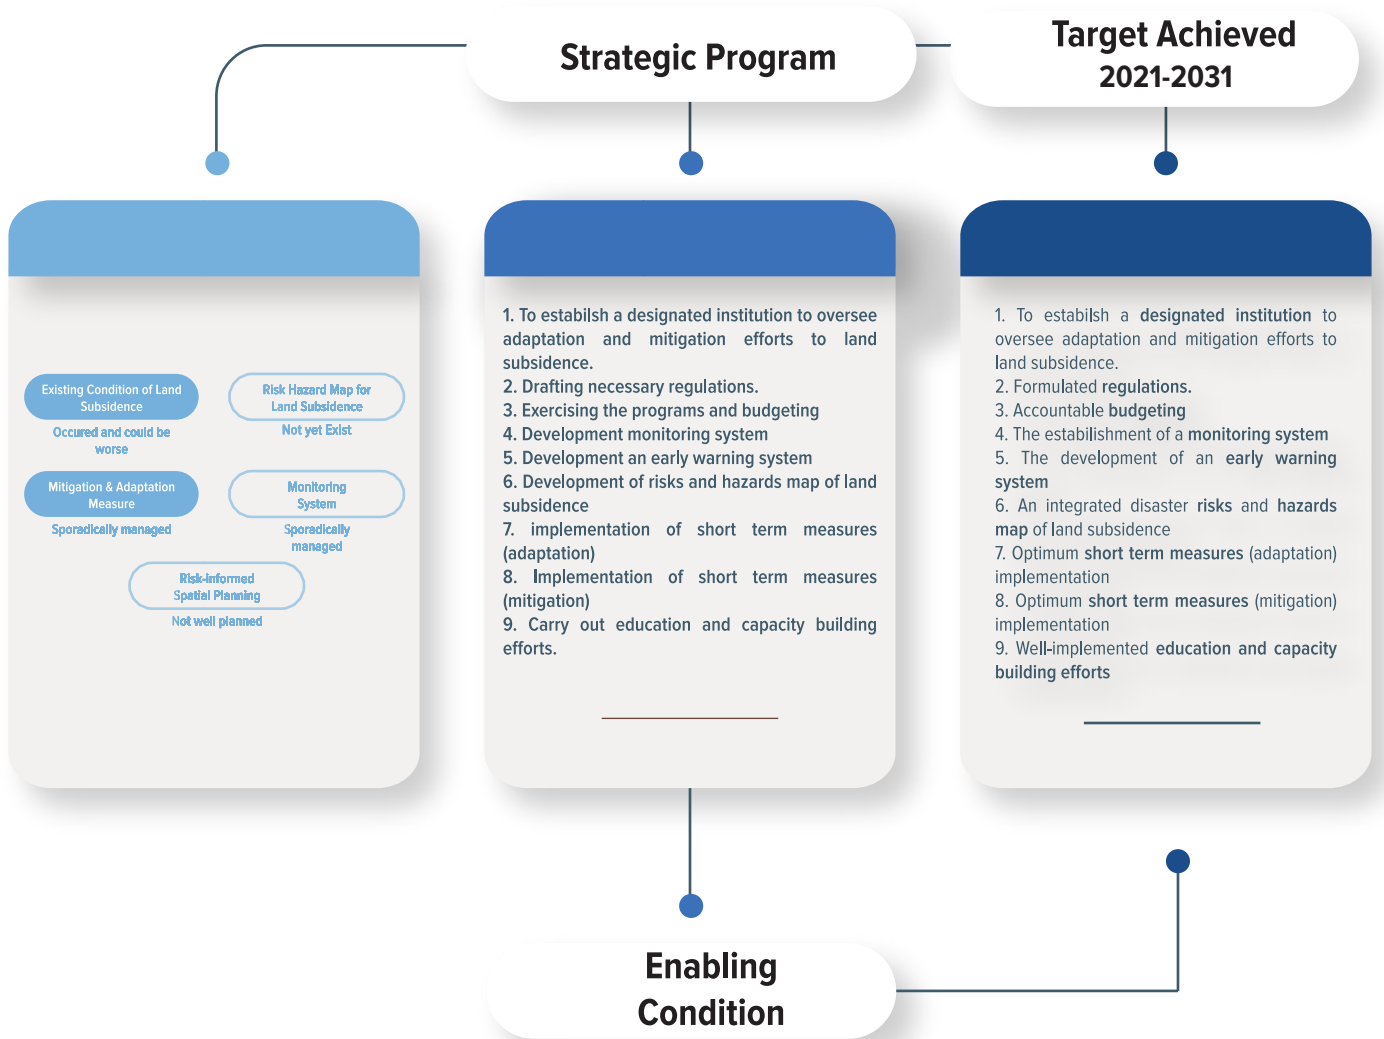 Strategic Program
Target Achieved
2021-2031
Existing Condition of Land
Subsidence
Occured and could be
worse
Risk Hazard Map for
Land Subsidence
Not yet Exist
Mitigation & Adaptation
Measure
Sporadically managed
Monitoring
System
Sporadically
managed
Risk-informed
Spatial Planning
Not well planned
1. To estabilsh a designated institution to oversee
adaptation and mitigation efforts to land
subsidence.
2. Drafting necessary regulations.
3. Exercising the programs and budgeting
4. Development monitoring system
5. Development an early warning system
6. Development of risks and hazards map of land
subsidence
7. implementation of short term measures
(adaptation)
8. Implementation of short term measures
(mitigation)
9. Carry out education and capacity building
efforts.
1. To estabilsh a designated institution to
oversee adaptation and mitigation efforts to
land subsidence.
2. Formulated regulations.
3. Accountable budgeting
4. The estabilishment of a monitoring system
5. The development of an early warning
system
6. An integrated disaster risks and hazards
map of land subsidence
7. Optimum short term measures (adaptation)
implementation
8. Optimum short term measures (mitigation)
implementation
9. Well-implemented education and capacity
building efforts
Enabling
Condition